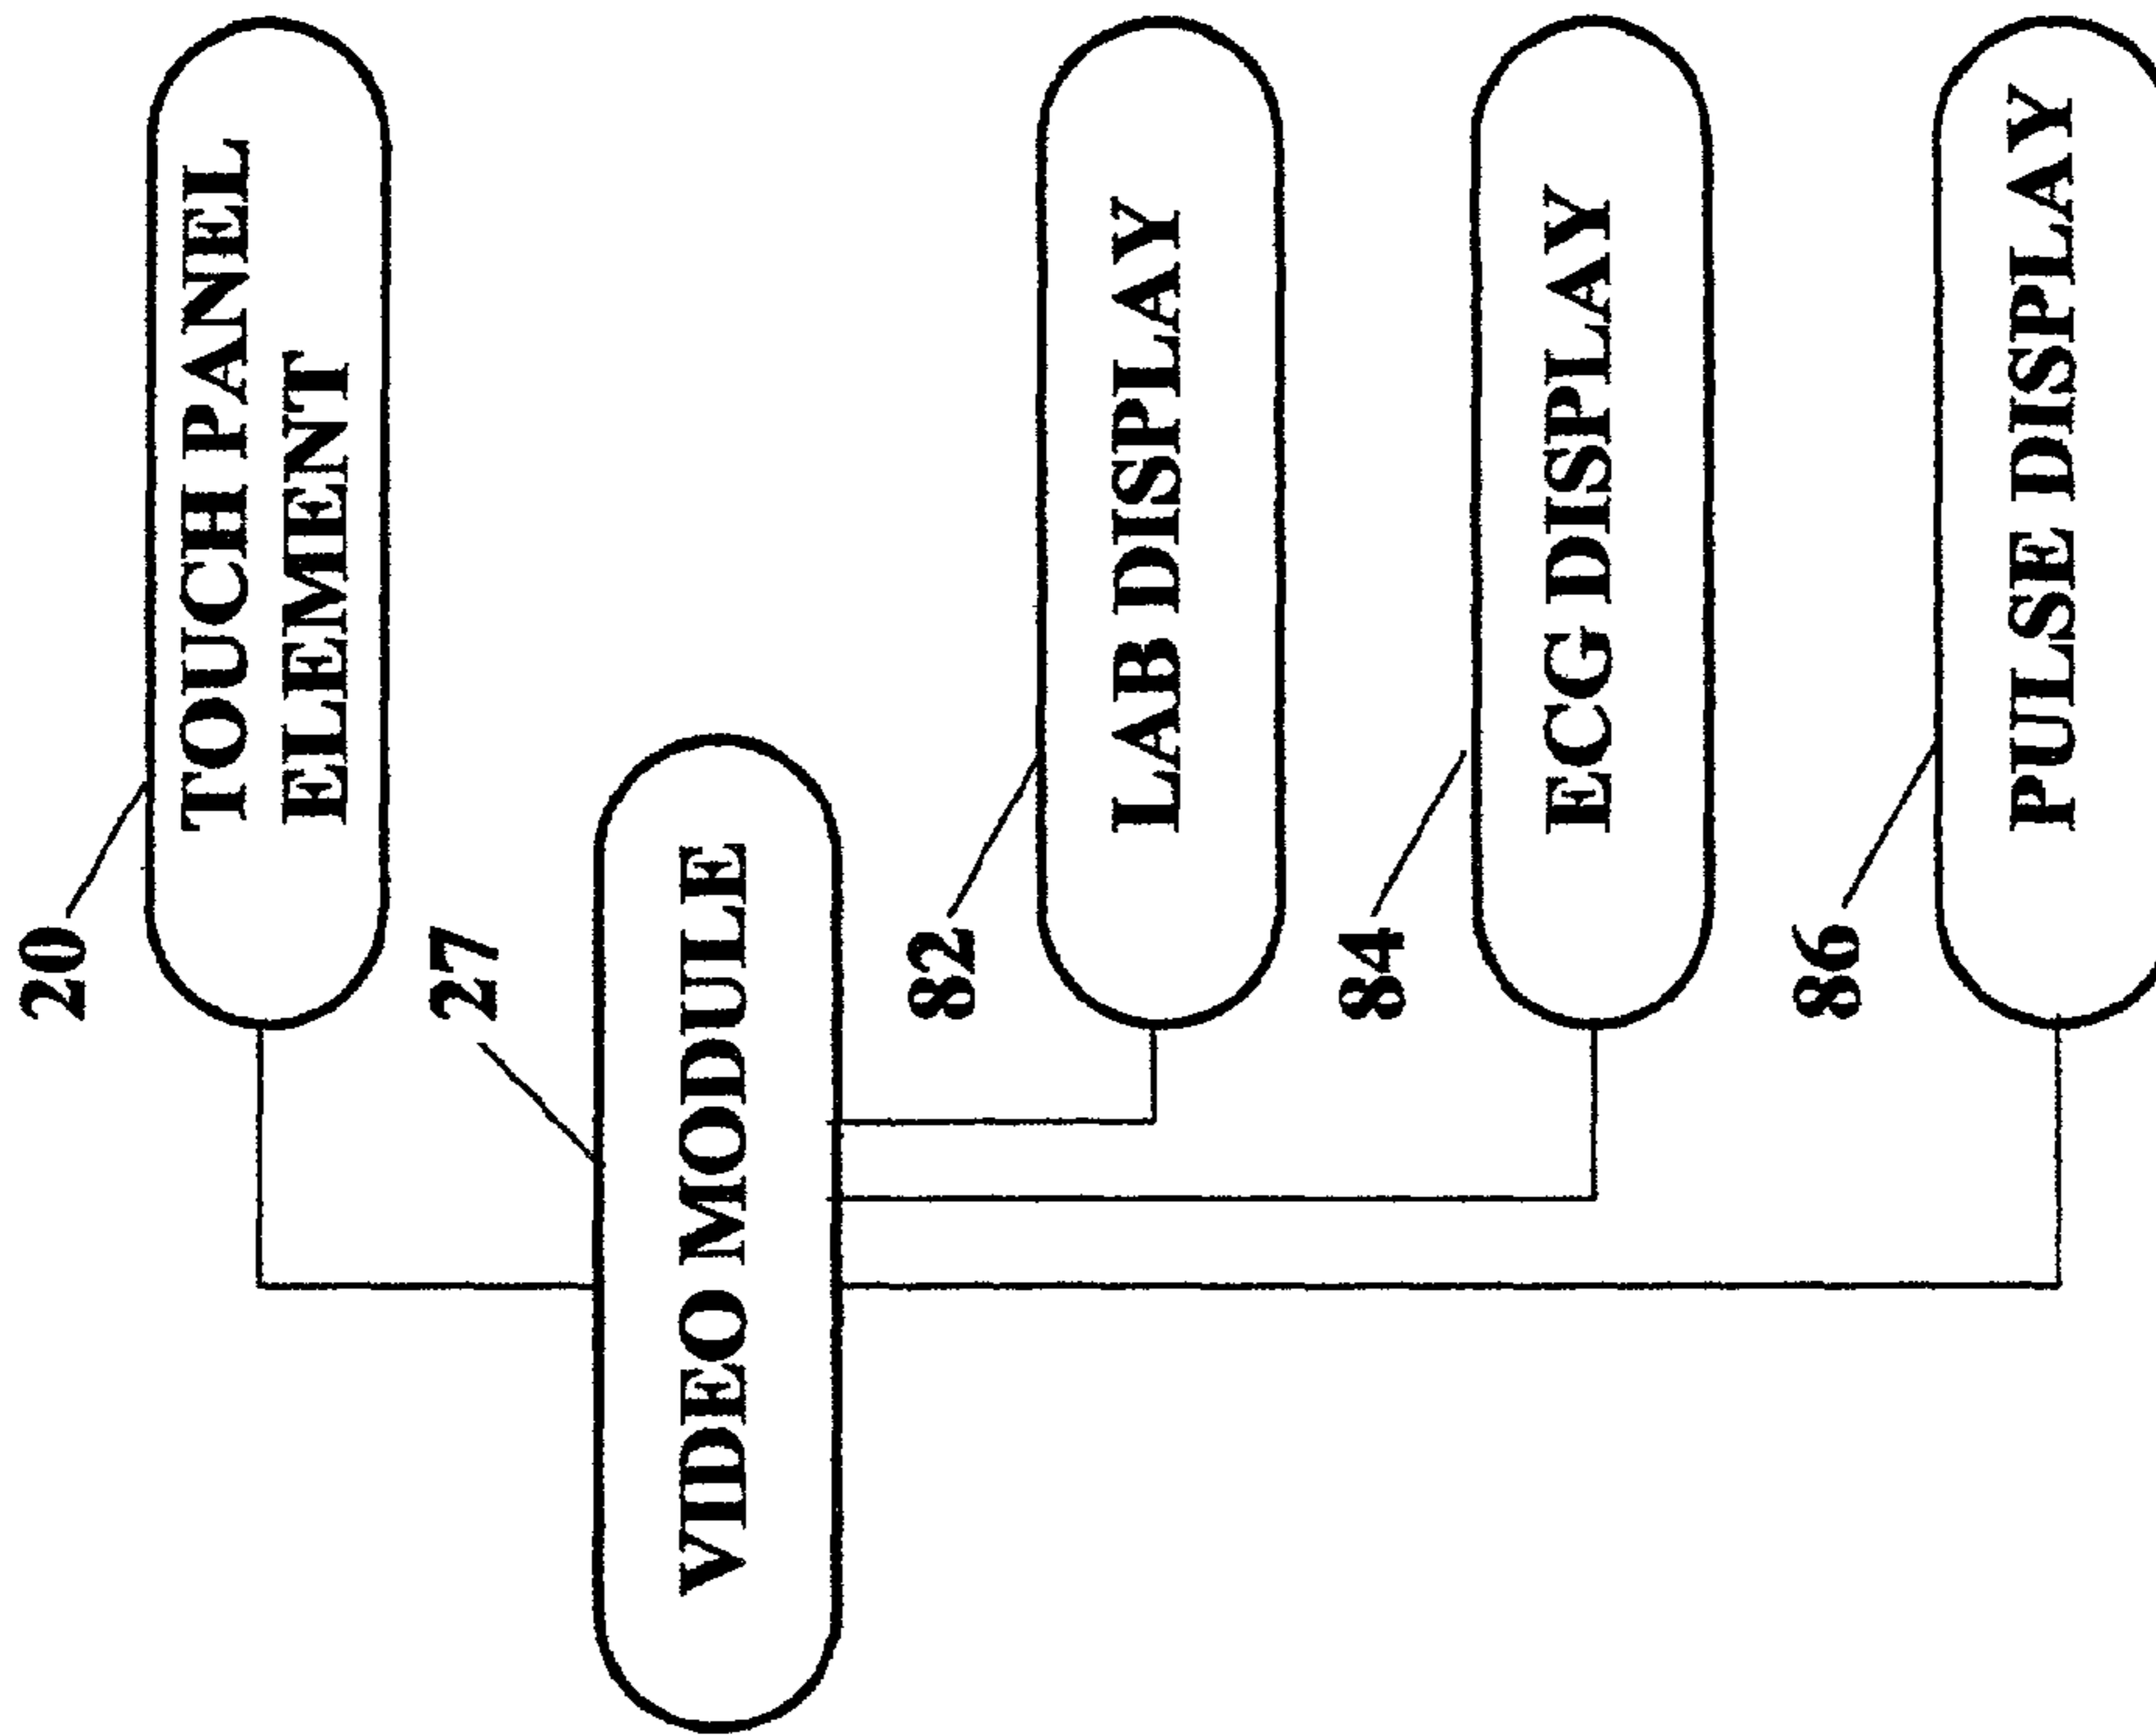 20
TOUCH PANEL
ELEMENT
27
VIDEO MODULE
82
LAB DISPLAY
84
ECG DISPLAY
86
PULSE DISPLAY